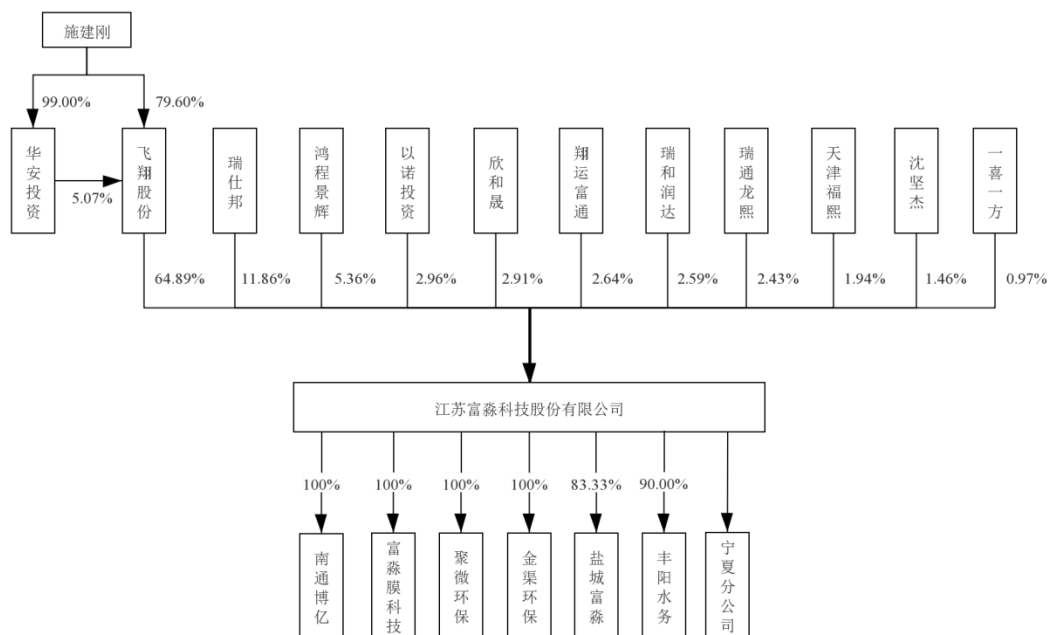 施建刚
99.00%
79.60%
华安投资
5.07%
飞翔股份
瑞仕邦
鸿程景辉
以诺投资
欣和晟
翔运富通
瑞和润达
瑞通龙熙
天津福熙
沈坚杰
一喜一方
64.89%
11.86%
5.36%
2.96%
2.91%
2.64%
2.59%
2.43%
1.94%
1.46%
0.97%
江苏富淼科技股份有限公司
100%
100%
100%
100%
83.33%
90.00%
南通博亿
富淼膜科技
聚微环保
金渠环保
盐城富淼
丰阳水务
宁夏分公司